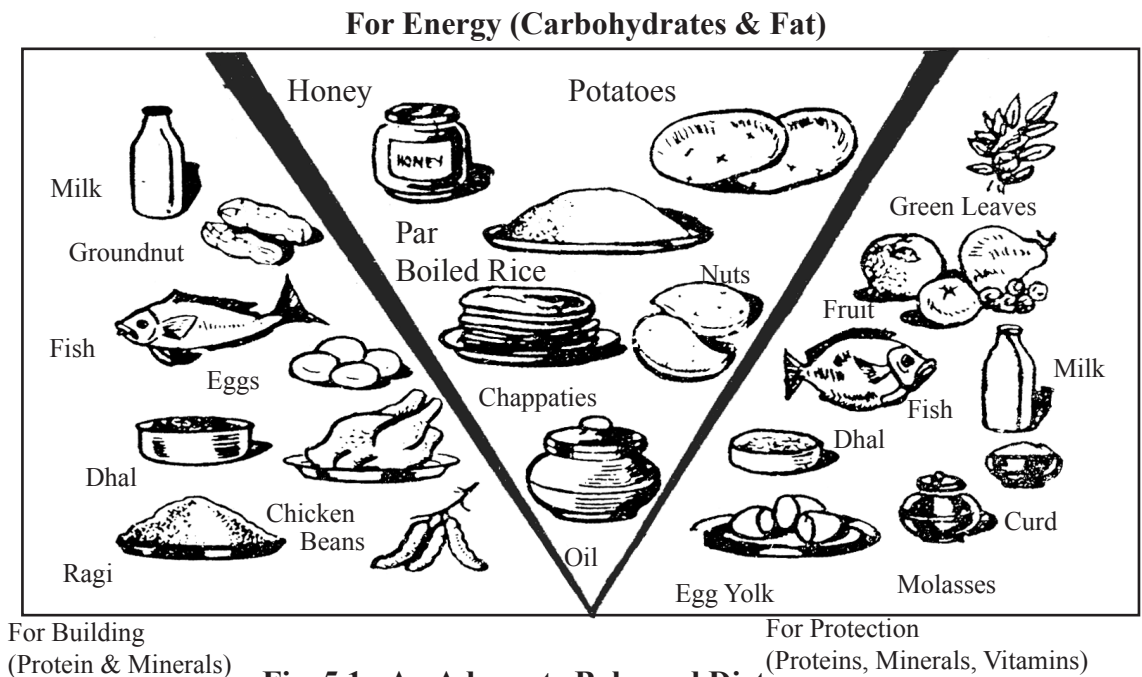 For Energy (Carbohydrates & Fat)
Honey
Potatoes
HONEY
Milk
Groundnut
Par
Boiled Rice
Nuts
Green Leaves
Fruit
Fish
Eggs
Chappaties
Milk
Fish
Dhal
Dhal
Chicken
Beans
Curd
Ragi
Oil
Egg Yolk
Molasses
For Building
(Protein & Minerals)
For Protection
(Proteins, Minerals, Vitamins)